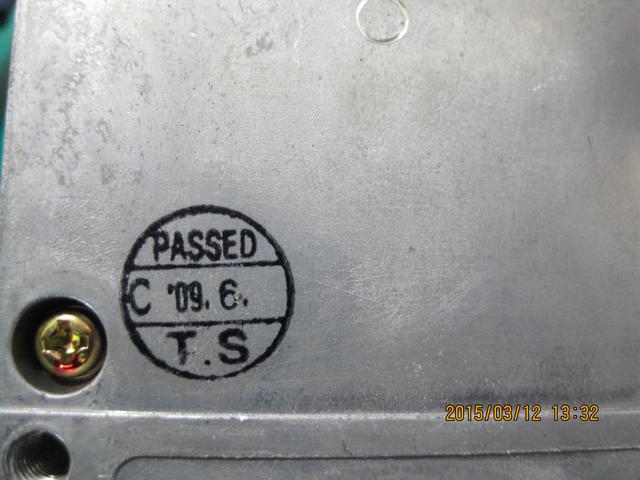 PASSED
C '09. 6.
T.S
2015/03/12 13:32